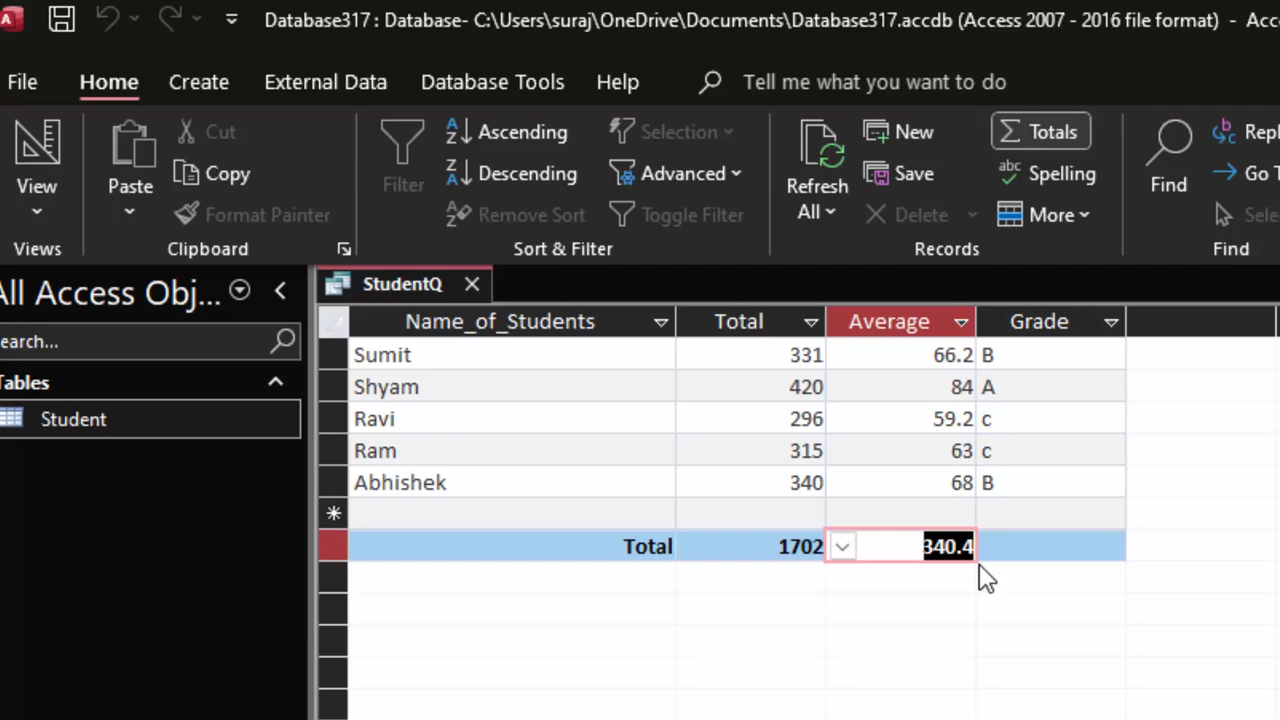 Database317 : Database- C:\Users\suraj\OneDrive\Documents\Database317.accdb (Access 2007 - 2016 file format) - Acc
File Home Create External Data Database Tools Help Tell me what you want to do
View
Views
Paste
Cut
Copy
Format Painter
Clipboard
Filter
Ascending
Descending
Remove Sort
Selection
Advanced
Toggle Filter
Sort & Filter
Refresh
All
New
Save
Delete
Totals
Spelling
More
Records
Find
Repl
Go T
Sele
Find
All Access Obj...
earch...
Tables
Student
StudentQ
Name_of_Students Total Average Grade
Sumit 331 66.2 B
Shyam 420 84 A
Ravi 296 59.2 c
Ram 315 63 c
Abhishek 340 68 B
Total 1702 340.4